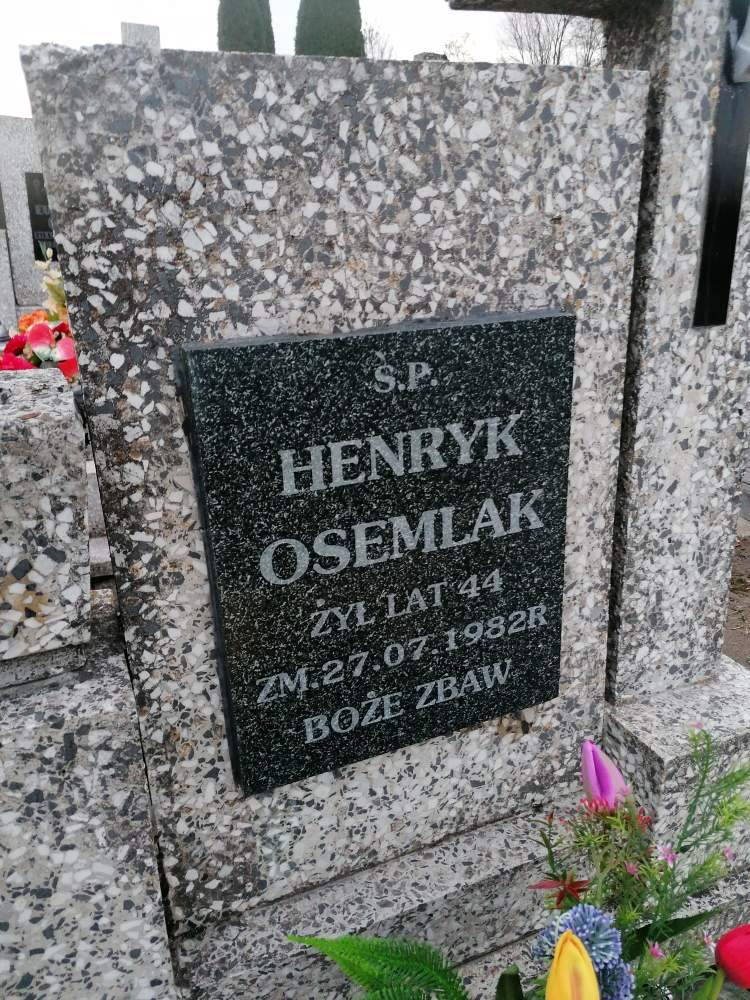 Ś.P.
HENRYK
OSEMLAK
ŻYŁ LAT 44
ZM.27.07.1982R
BOŻE ZBAW